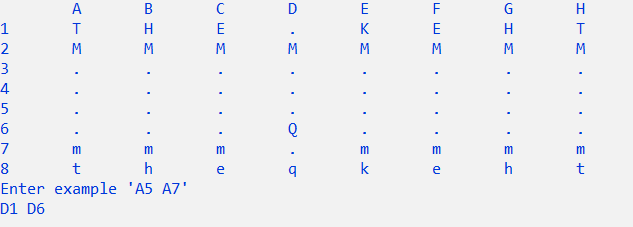 A B C D E F G H
1 T H E . K E H T
2 M M M M M M M M
3 . . . . . . . .
4 . . . . . . . .
5 . . . . . . . .
6 . . . Q . . . .
7 m m m . m m m m
8 t h e q k e h t
Enter example 'A5 A7'
D1 D6